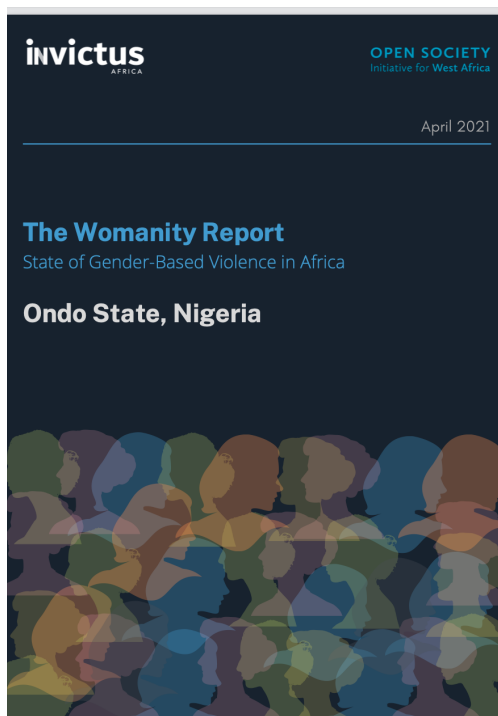 invictus
AFRICA
OPEN SOCIETY
Initiative for West Africa
April 2021
The Womanity Report
State of Gender-Based Violence in Africa
Ondo State, Nigeria